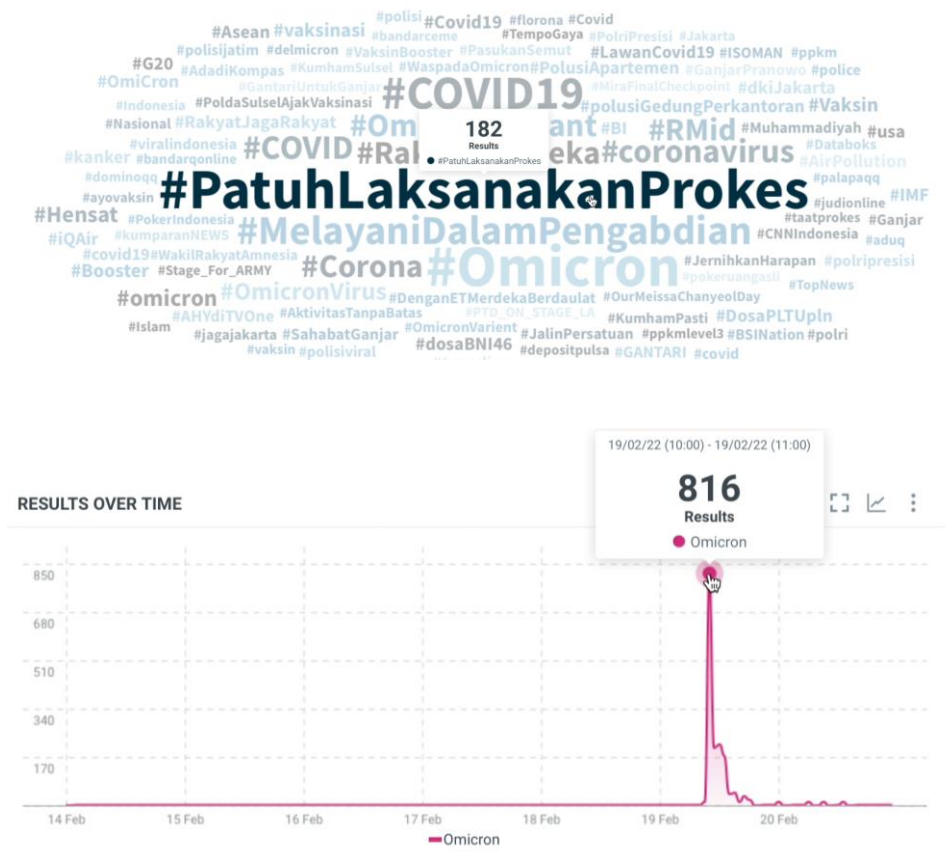 #polisi #Covid19 #florona #Covid
#Asean #vaksinasi #bandarceme #TempoGaya #PolriPresisi #Jakarta
#polisijatim #delmicron #VaksinBooster #PasukanSemut #LawanCovid19 #ISOMAN #ppkm
#G20 #AdadiKompas #KumhamSulsel #WaspadaOmicron #PolusiApartemen #GanjarPranowo #police
#OmiCron #GantariUntukGanjar #COVID19 #MiraFinalCheckpoint #dkiJakarta
#Indonesia #PoldaSulselAjakVaksinasi #polusiGedungPerkantoran #Vaksin
#Nasional #RakyatJagaRakyat #Om ant #BI #RMid #Muhammadiyah #usa
182
Results
#PatuhLaksanakanProkes
#viralindonesia #COVID #Ral eka #coronavirus #Databoks
#kanker #bandarqonline #AirPollution
#dominoqq #PatuhLaksanakanProkes #palapaqq
#ayovaksin #judionline #IMF
#Hensat #PokerIndonesia #MelayaniDalamPengabdian #taatprokes #Ganjar
#iQAir #kumparanNEWS #CNNIndonesia #aduq
#covid19 #WakilRakyatAmnesia #Corona #Omicron #JernihkanHarapan #polripresisi
#Booster #Stage_For_ARMY #pokeruangasli
#omicron #OmicronVirus #DenganETMerdekaBerdaulat #OurMeissaChanyeolDay #TopNews
#AHYdiTVOne #AktivitasTanpaBatas #PTD_ON_STAGE_LA #KumhamPasti #DosaPLTUpln
#Islam #jagajakarta #SahabatGanjar #OmicronVarient #JalinPersatuan #ppkmlevel3 #BSINation #polri
#vaksin #polisiviral #dosaBNI46 #depositpulsa #GANTARI #covid
19/02/22 (10:00) - 19/02/22 (11:00)
816
Results
Omicron
RESULTS OVER TIME
850
680
510
340
170
14 Feb 15 Feb 16 Feb 17 Feb 18 Feb 19 Feb 20 Feb
Omicron